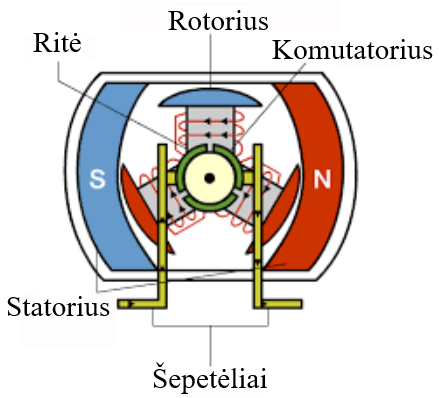 Rotorius
Ritė
Komutatorius
S
N
Statorius
Šepetėliai